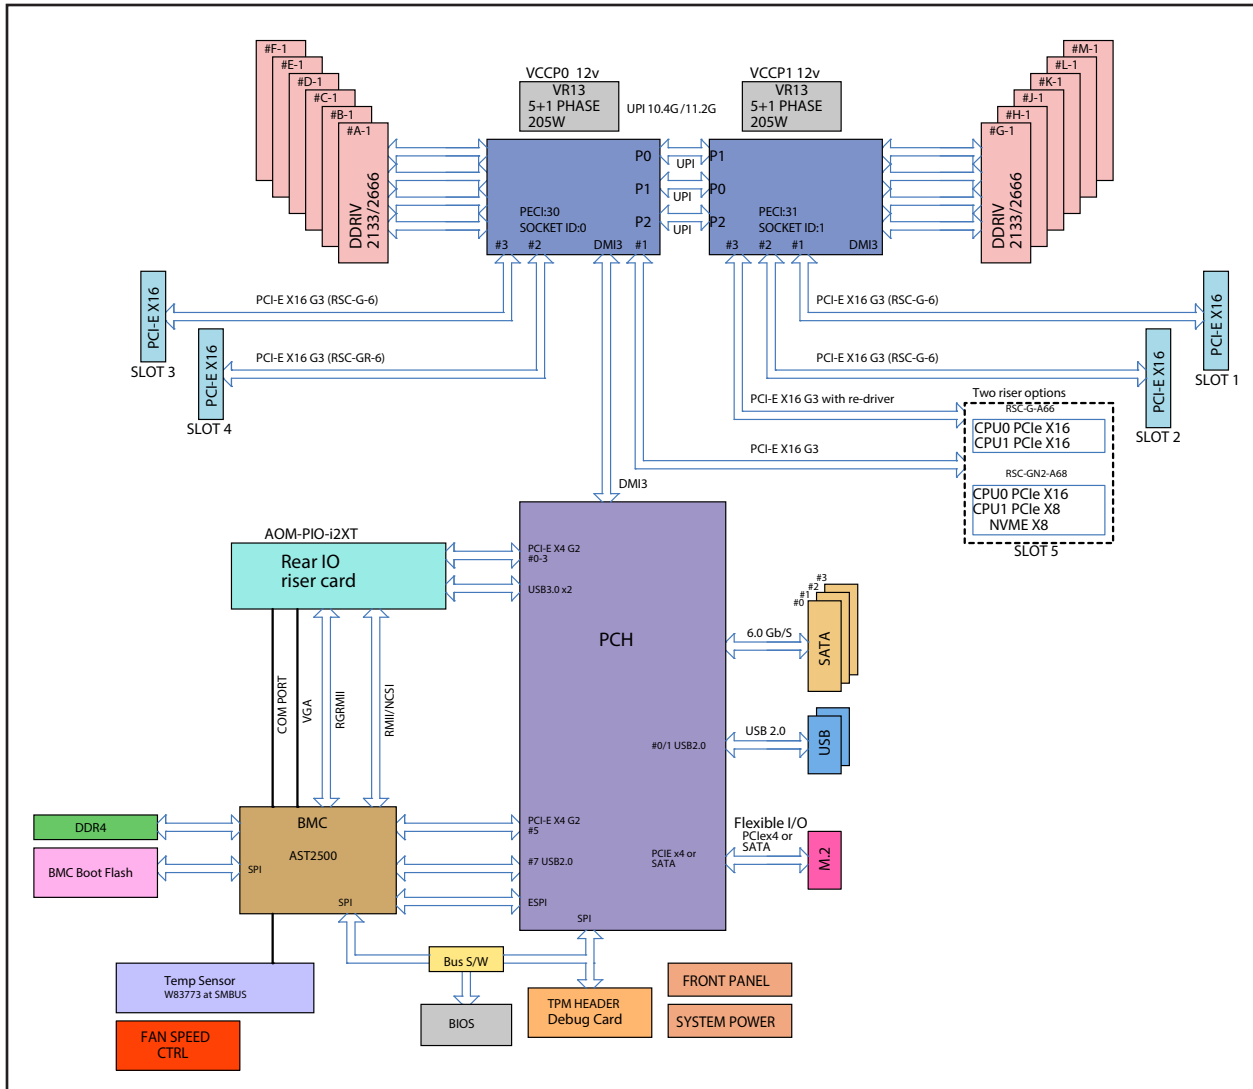 #F-1
#E-1
#D-1
#C-1
#B-1
#A-1
DDRIV
2133/2666
VCCP0 12v
VR13
5+1 PHASE
205W
UPI 10.4G/11.2G
VCCP1 12v
VR13
5+1 PHASE
205W
#M-1
#L-1
#K-1
#J-1
#H-1
#G-1
DDRIV
2133/2666
P0
P1
P2
PECI:30
SOCKET ID:0
#3
#2
DMI3
#1
UPI
UPI
UPI
P1
P0
P2
PECI:31
SOCKET ID:1
#3
#2
#1
DMI3
PCI-E X16
SLOT 3
PCI-E X16 G3 (RSC-G-6)
PCI-E X16
SLOT 4
PCI-E X16 G3 (RSC-GR-6)
PCI-E X16 G3 (RSC-G-6)
PCI-E X16
SLOT 1
PCI-E X16 G3 (RSC-G-6)
PCI-E X16
SLOT 2
PCI-E X16 G3 with re-driver
PCI-E X16 G3
Two riser options
RSC-G-A66
CPU0 PCIe X16
CPU1 PCIe X16
RSC-GN2-A68
CPU0 PCIe X16
CPU1 PCIe X8
NVME X8
SLOT 5
DMI3
AOM-PIO-i2XT
Rear IO
riser card
PCI-E X4 G2
#0-3
USB3.0 x2
PCH
6.0 Gb/S
#3
#2
#1
#0
SATA
COM PORT
VGA
RGRMII
RMII/NCSI
#0/1 USB2.0
USB 2.0
USB
DDR4
BMC Boot Flash
BMC
AST2500
SPI
SPI
PCI-E X4 G2
#5
#7 USB2.0
ESPI
PCIE x4 or
SATA
Flexible I/O
PCIex4 or
SATA
M.2
SPI
Bus S/W
BIOS
TPM HEADER
Debug Card
FRONT PANEL
SYSTEM POWER
Temp Sensor
W83773 at SMBUS
FAN SPEED
CTRL